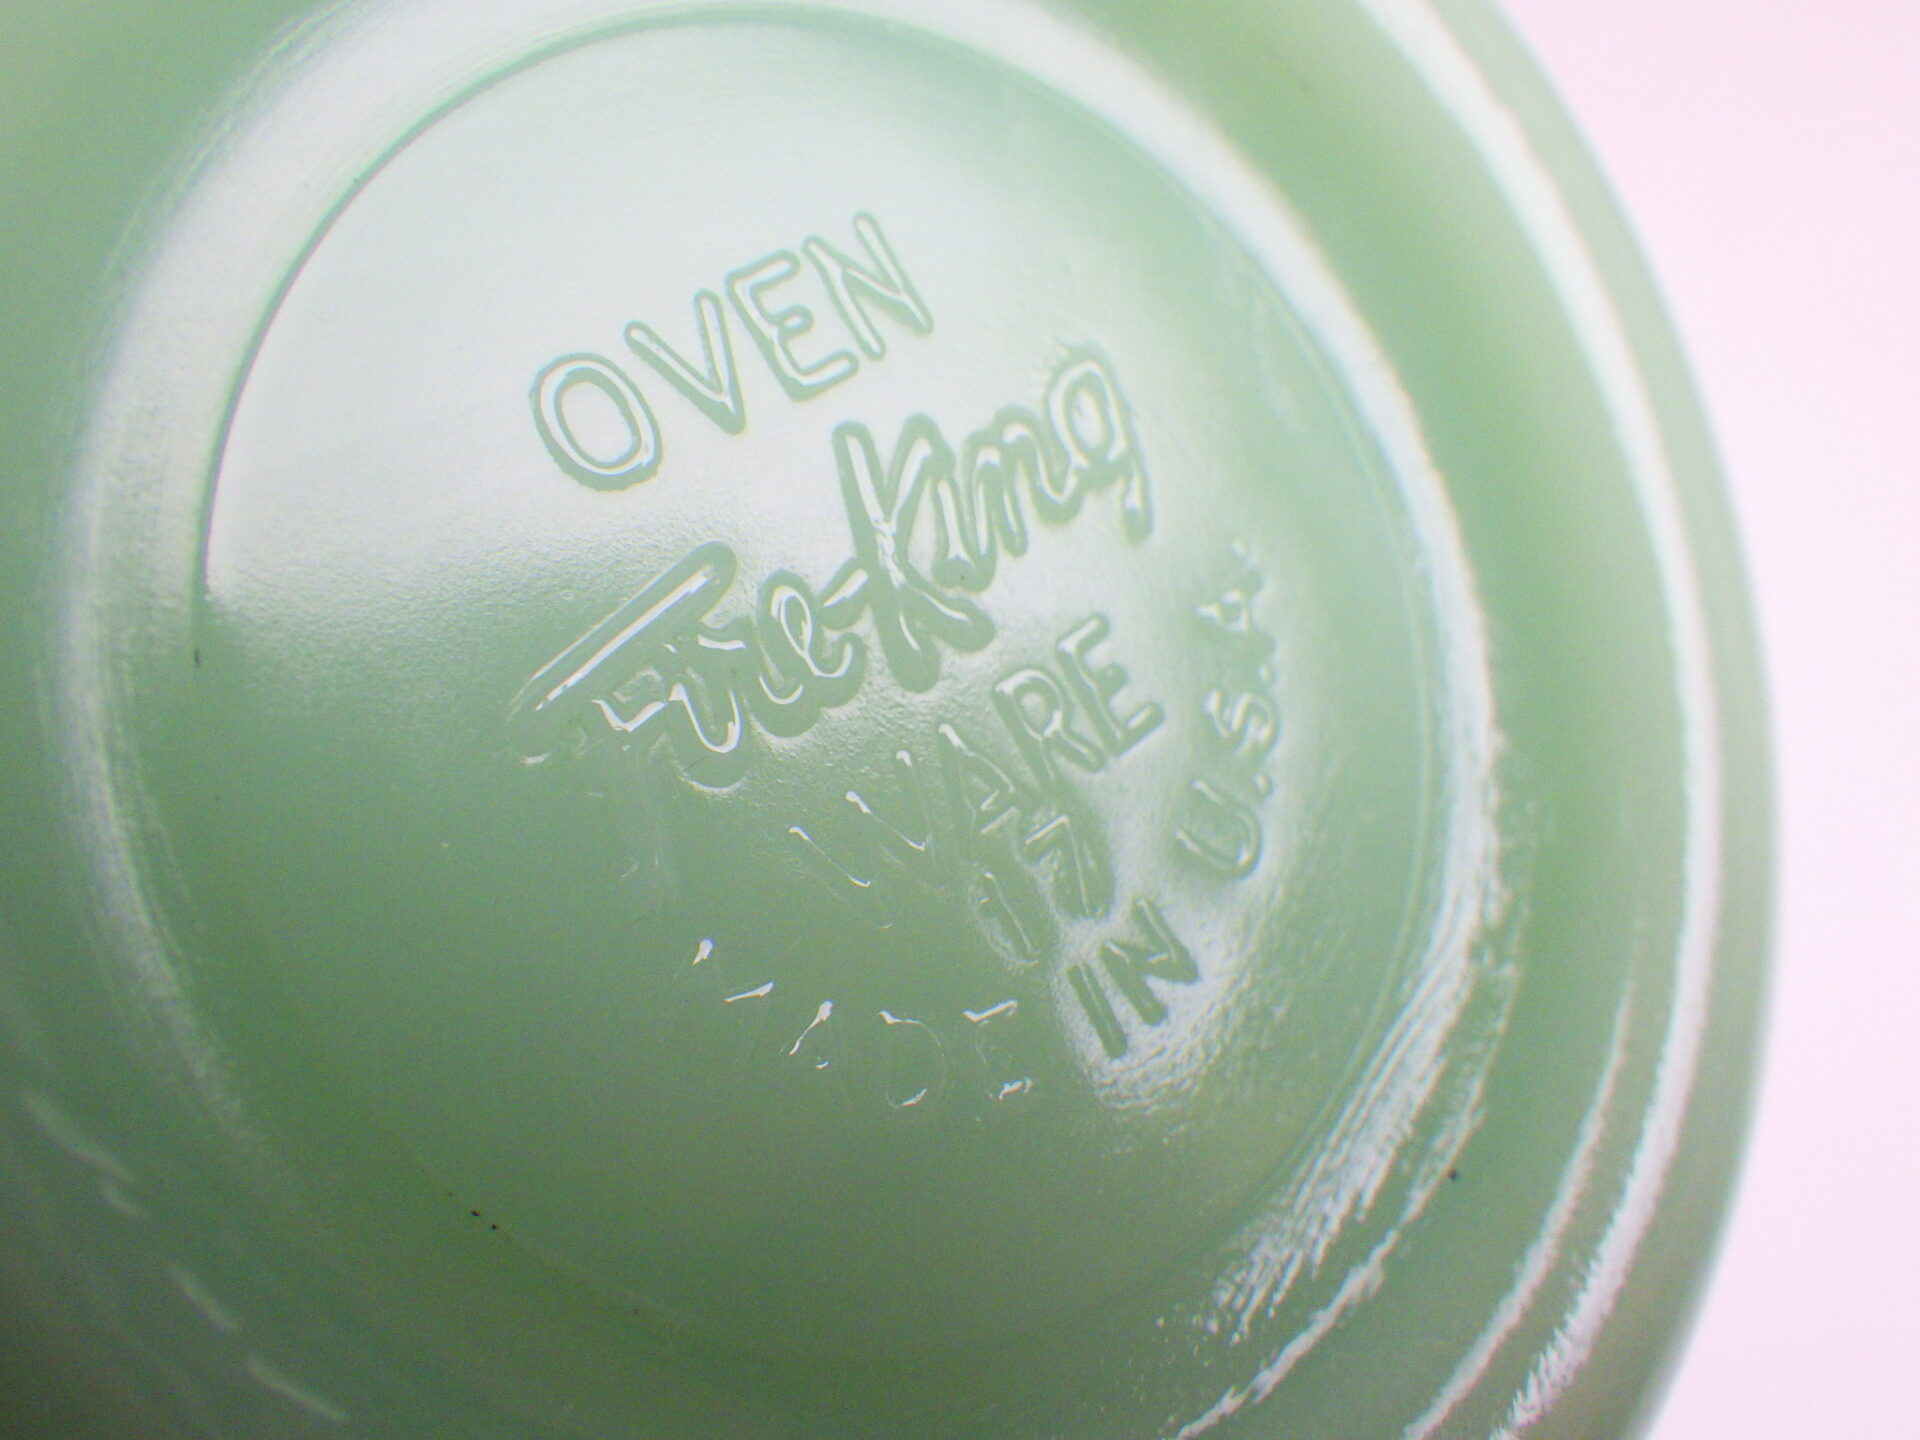 OVEN
Fire-King
WARE
17
MADE IN U.S.A.